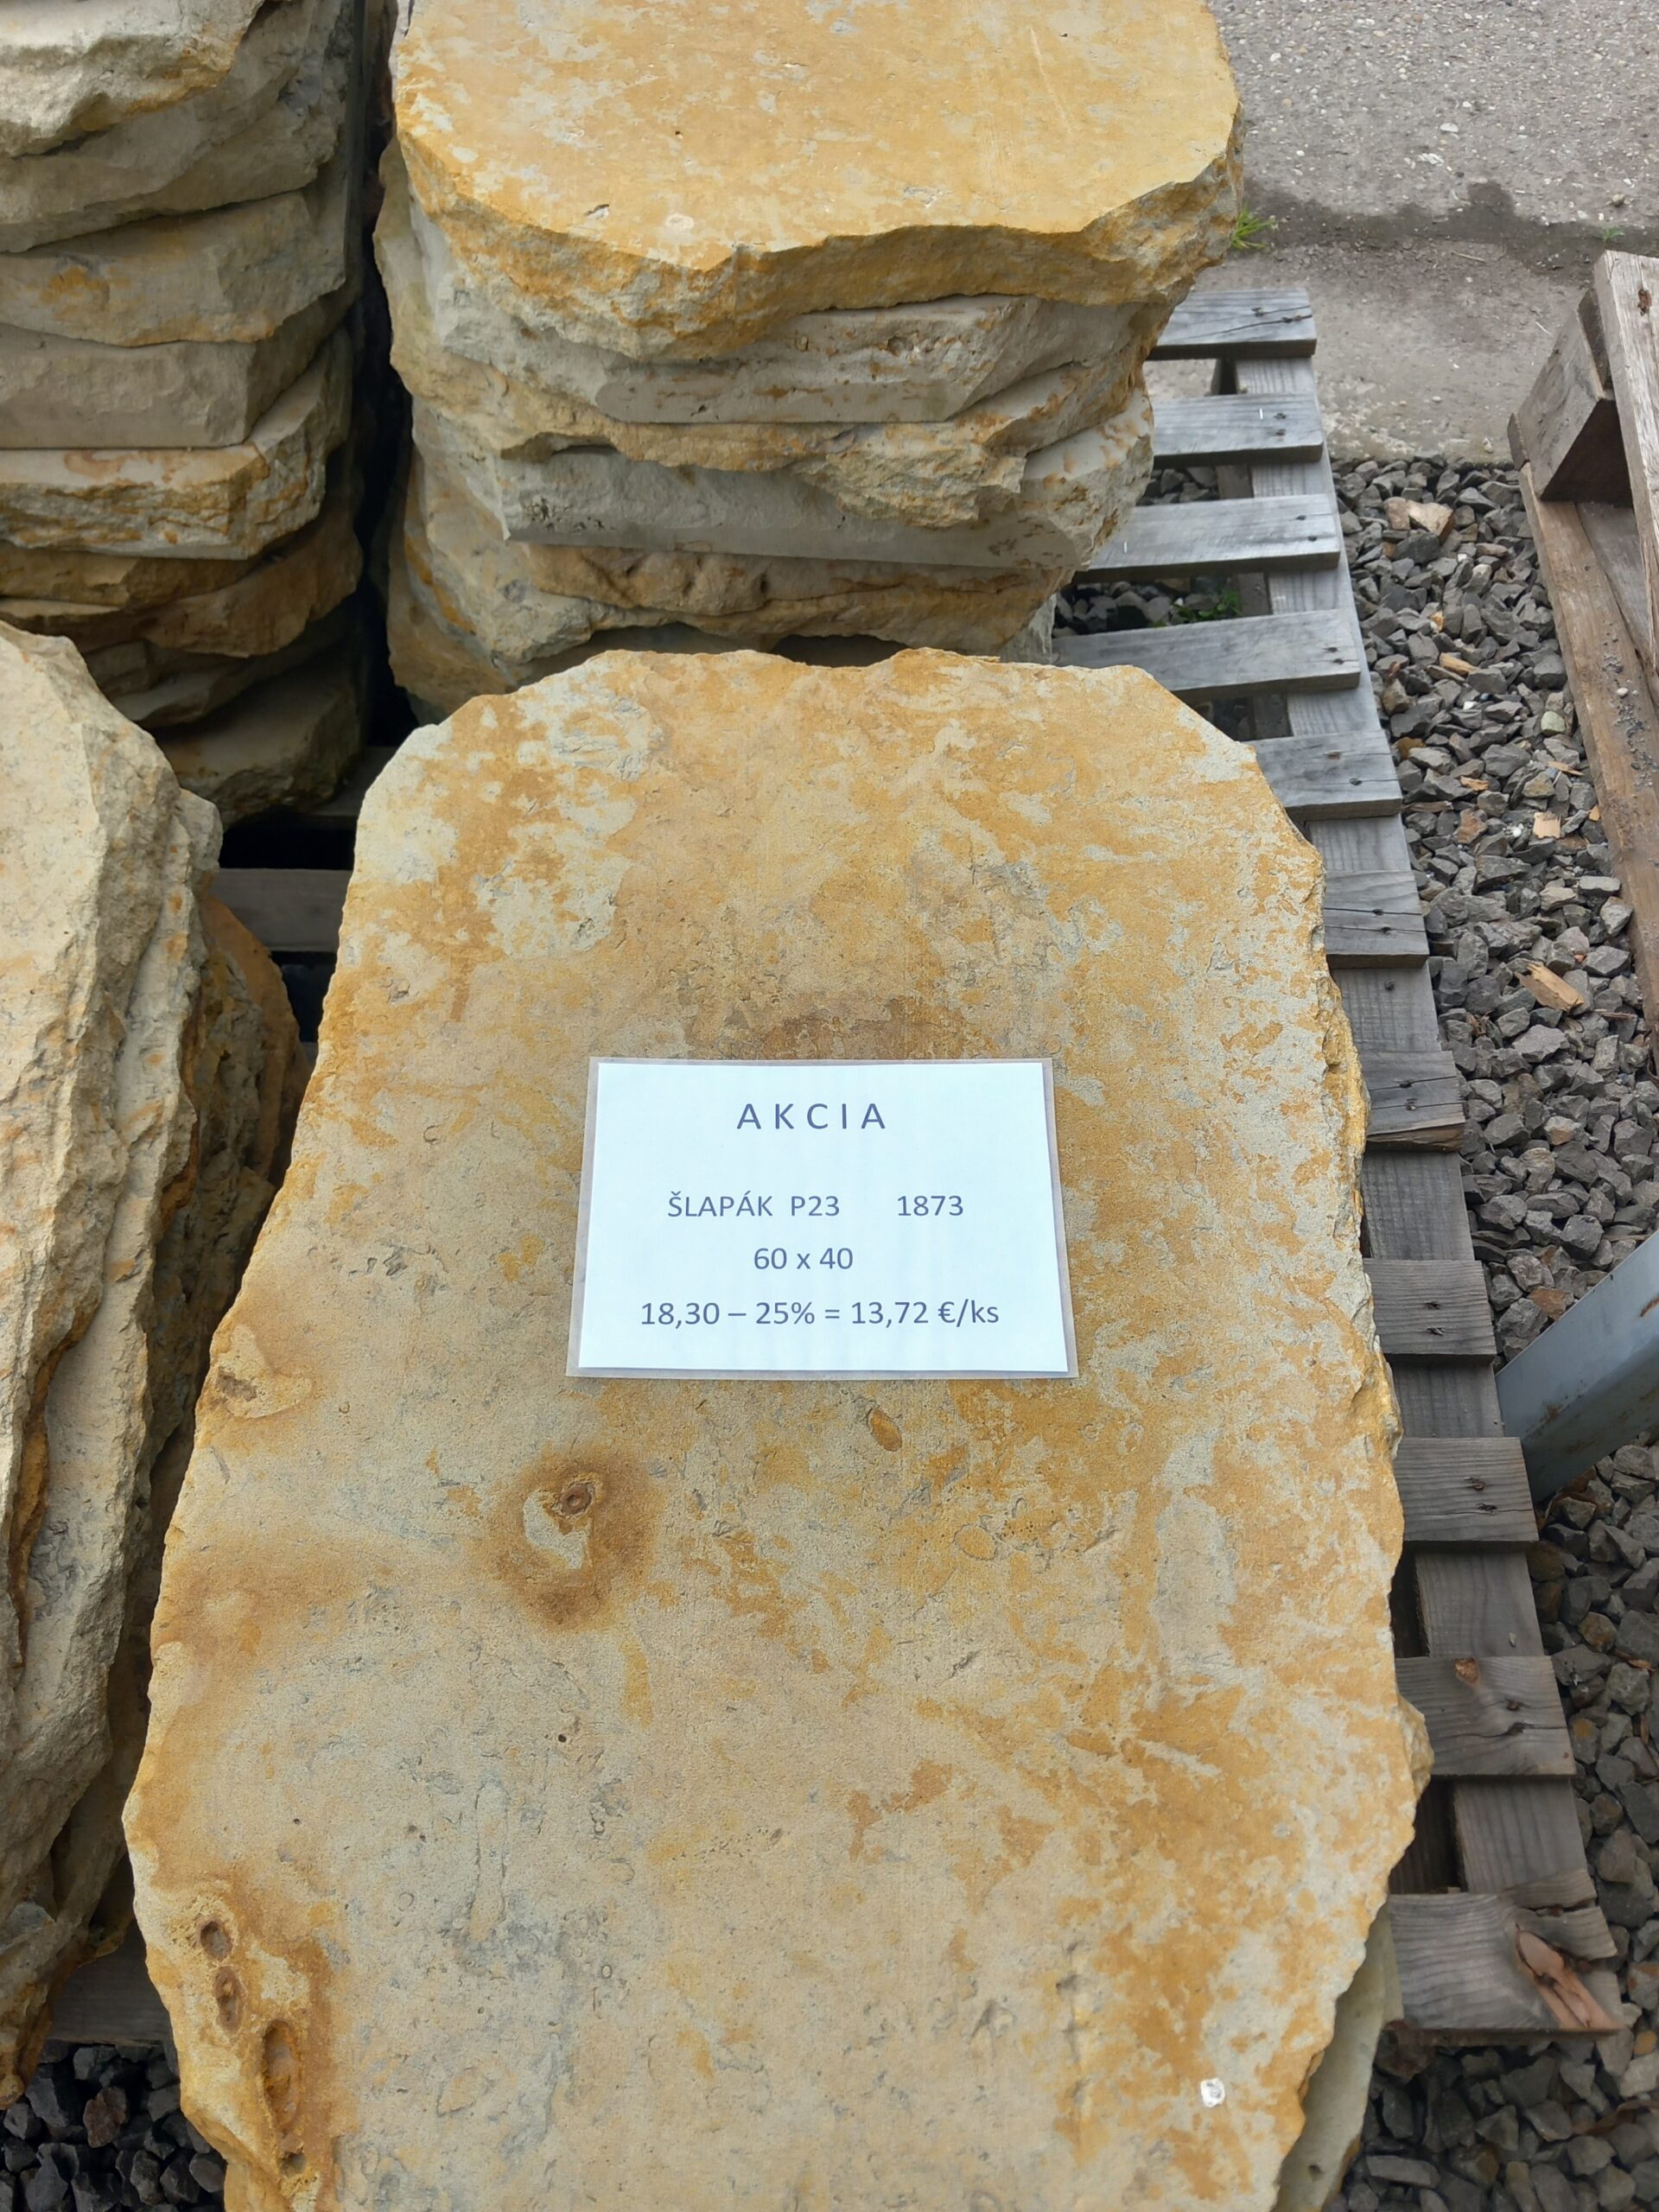 AKCIA
ŠLAPÁK P23 1873
60 x 40
18,30 – 25% = 13,72 €/ks